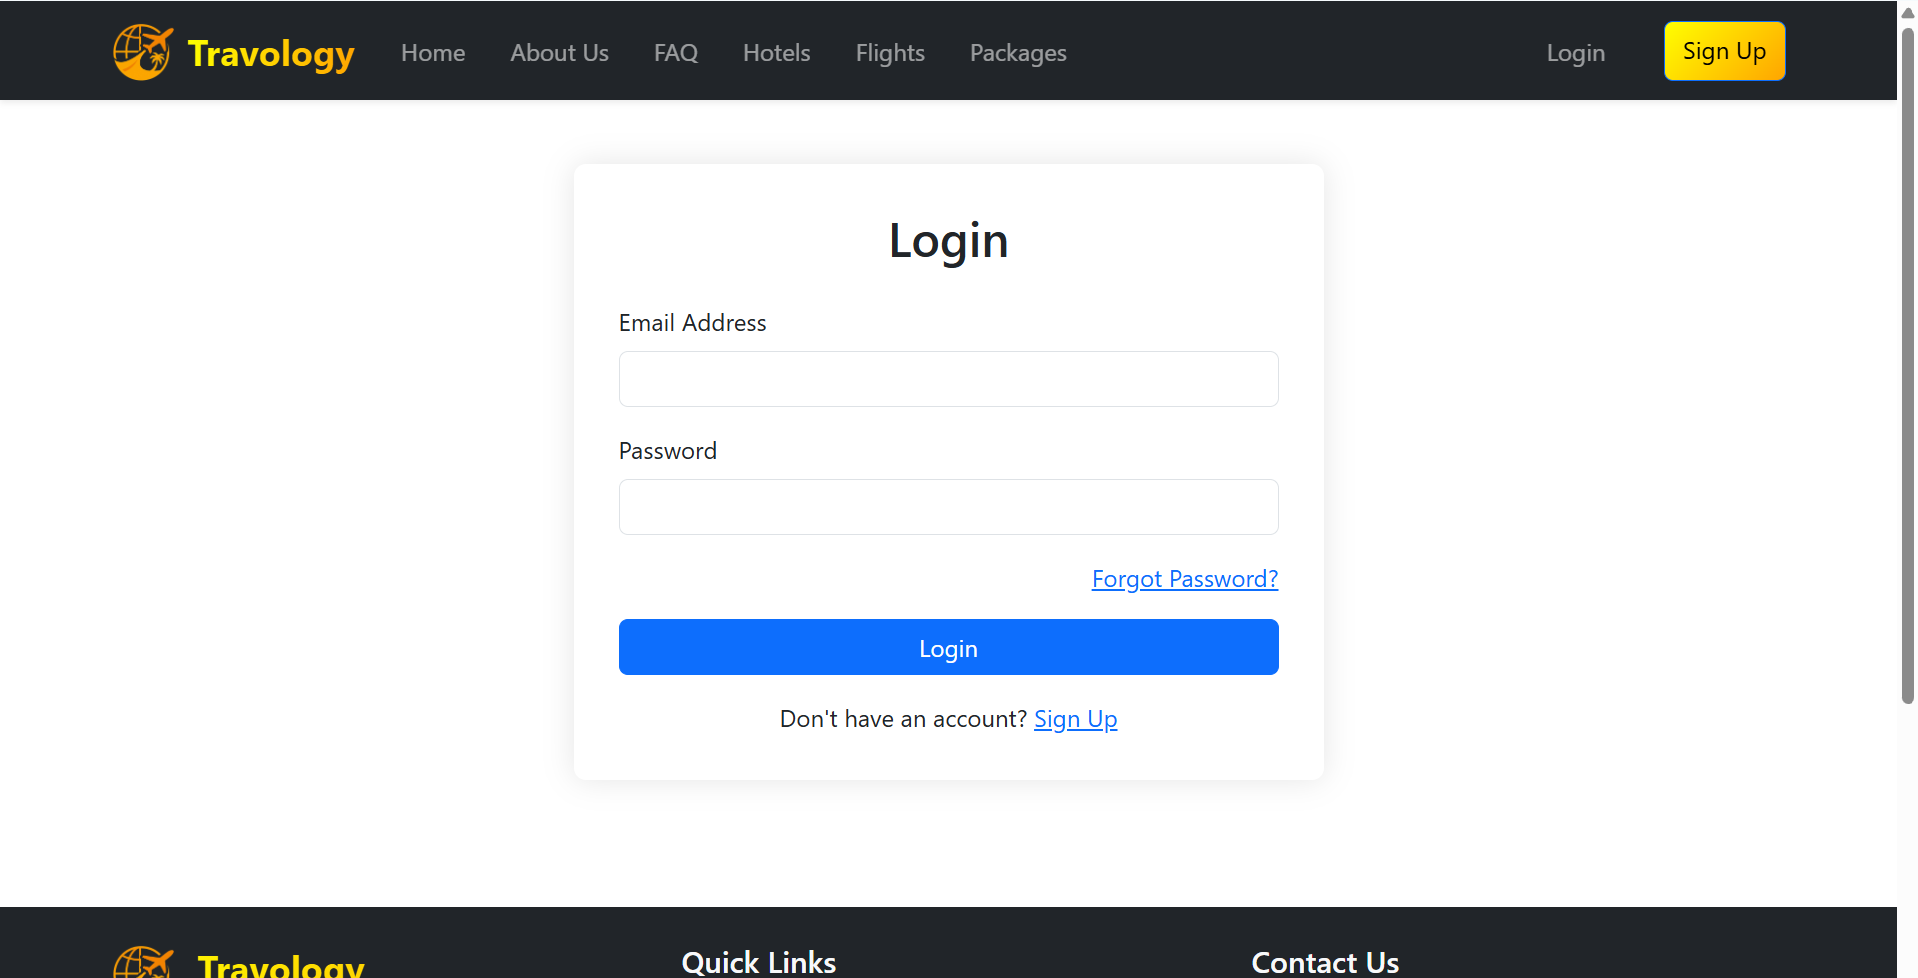 Travology Home About Us FAQ Hotels Flights Packages Login Sign Up
Login
Email Address
Password
Forgot Password?
Login
Don't have an account? Sign Up
Travology Quick Links Contact Us